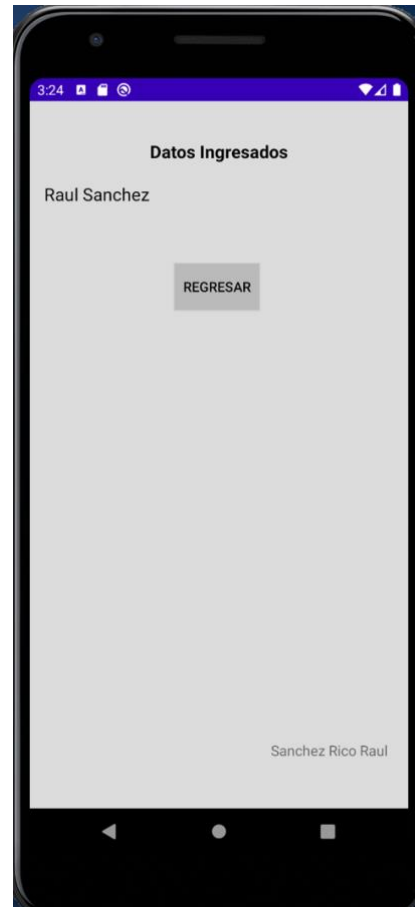 3:24
Datos Ingresados
Raul Sanchez
REGRESAR
Sanchez Rico Raul